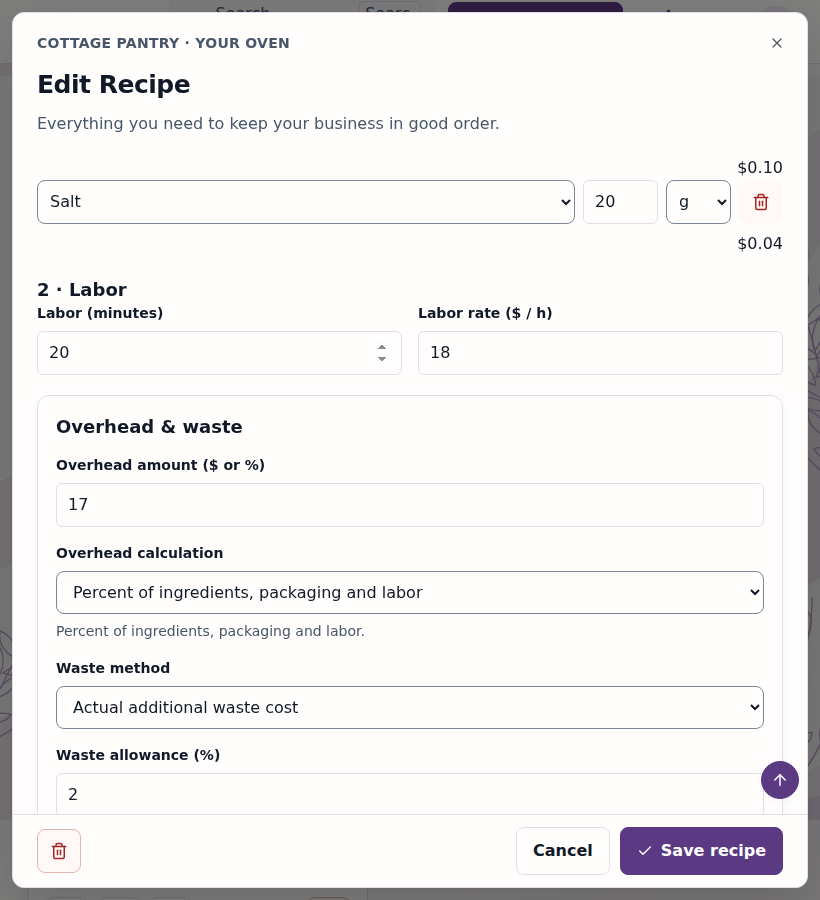 Search
Searc
COTTAGE PANTRY · YOUR OVEN
Edit Recipe
Everything you need to keep your business in good order.
$0.10
Salt 20 g
$0.04
2 · Labor
Labor (minutes) Labor rate ($ / h)
20 18
Overhead & waste
Overhead amount ($ or %)
17
Overhead calculation
Percent of ingredients, packaging and labor
Percent of ingredients, packaging and labor.
Waste method
Actual additional waste cost
Waste allowance (%)
2
Cancel Save recipe